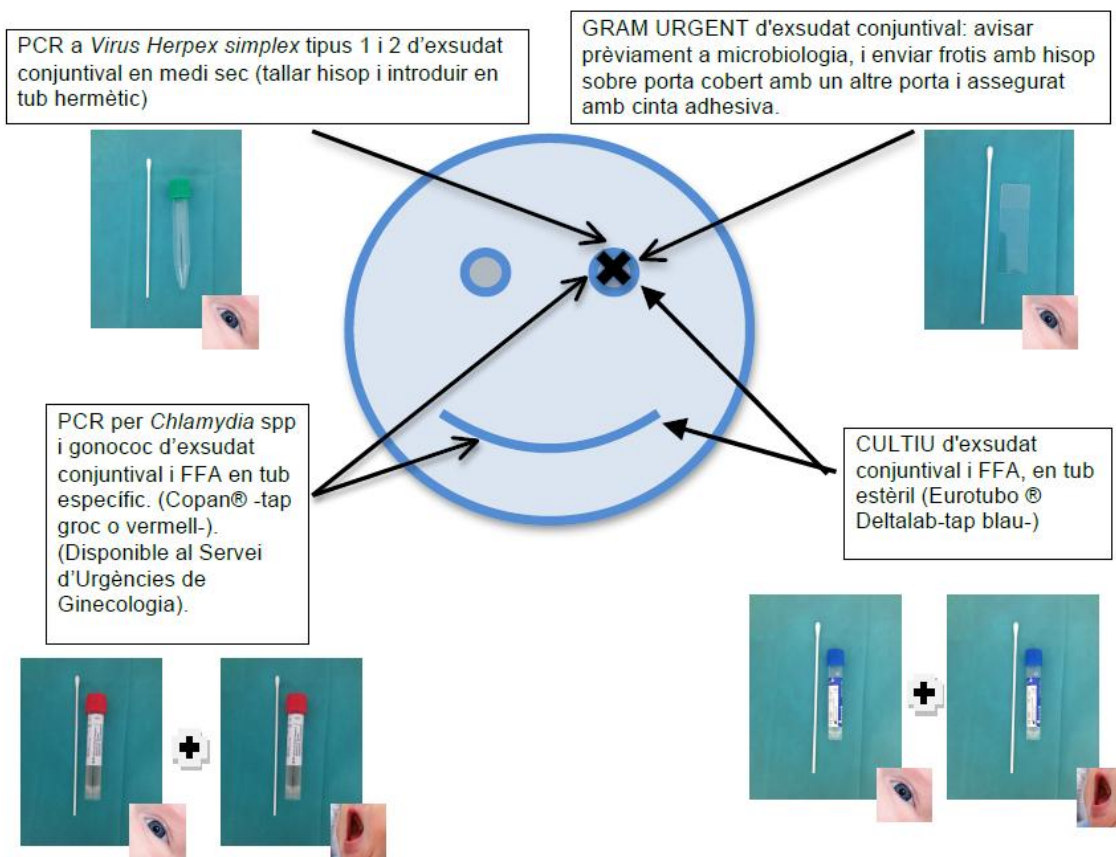 PCR a Virus Herpex simplex tipus 1 i 2 d'exsudat
conjuntival en medi sec (tallar hisop i introduir en
tub hermètic)
GRAM URGENT d'exsudat conjuntival: avisar
prèviament a microbiologia, i enviar frotis amb hisop
sobre porta cobert amb un altre porta i assegurat
amb cinta adhesiva.
PCR per Chlamydia spp
i gonococ d'exsudat
conjuntival i FFA en tub
específic. (Copan® -tap
groc o vermell-).
(Disponible al Servei
d'Urgències de
Ginecologia).
CULTIU d'exsudat
conjuntival i FFA, en tub
estèril (Eurotubo ®
Deltalab-tap blau-)